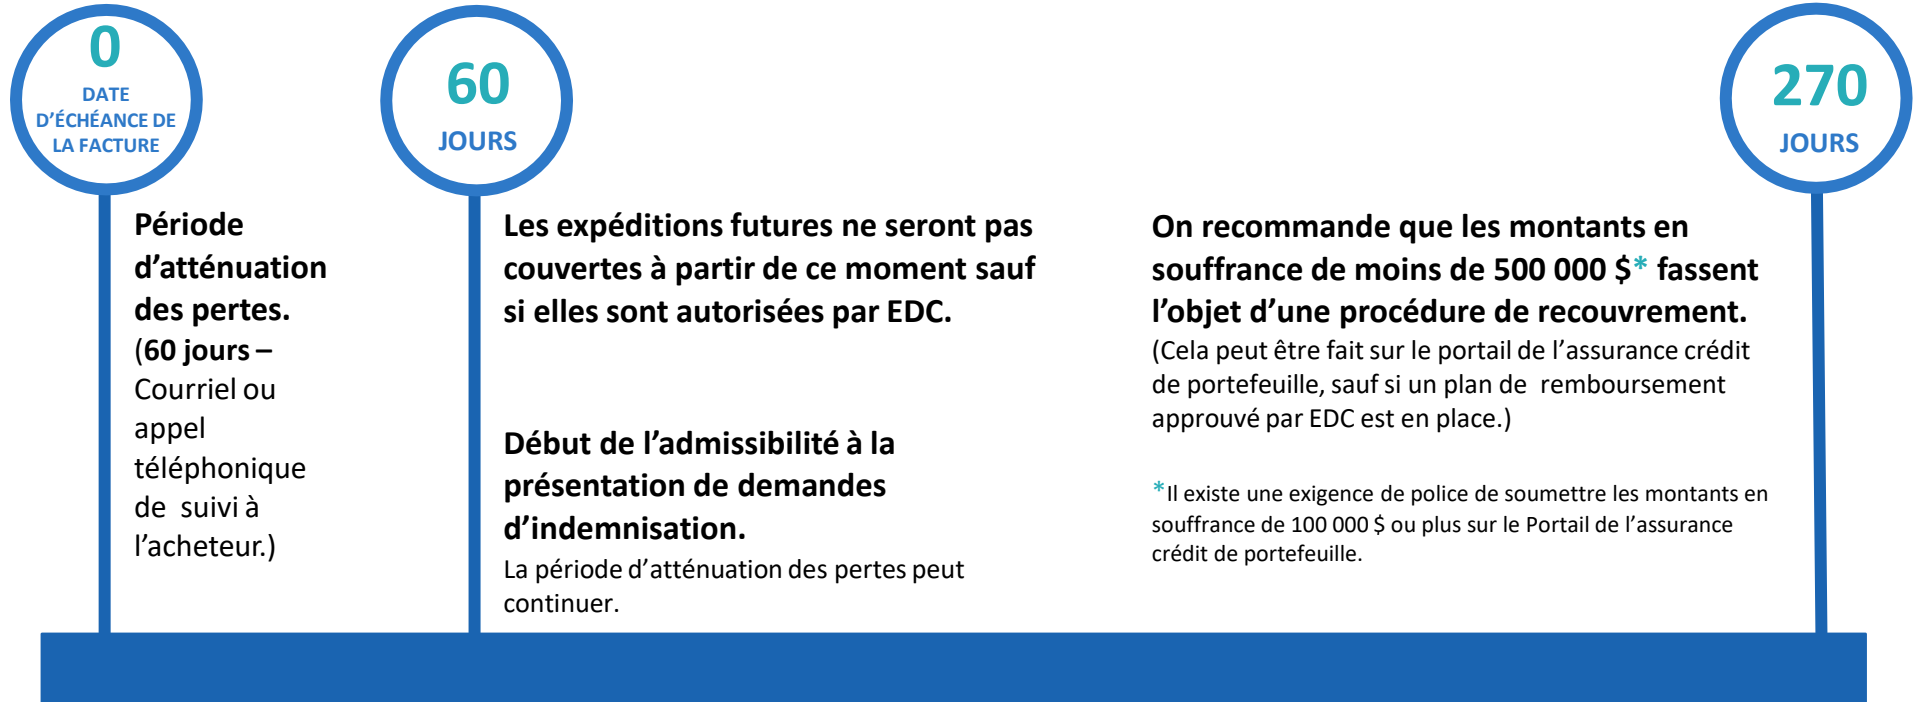 0
DATE
D’ÉCHÉANCE DE
LA FACTURE
Période
d’atténuation
des pertes.
(60 jours –
Courriel ou
appel
téléphonique
de suivi à
l’acheteur.)
60
JOURS
Les expéditions futures ne seront pas
couvertes à partir de ce moment sauf
si elles sont autorisées par EDC.
Début de l’admissibilité à la
présentation de demandes
d’indemnisation.
La période d’atténuation des pertes peut
continuer.
270
JOURS
On recommande que les montants en
souffrance de moins de 500 000 $* fassent
l’objet d’une procédure de recouvrement.
(Cela peut être fait sur le portail de l’assurance crédit
de portefeuille, sauf si un plan de remboursement
approuvé par EDC est en place.)
*Il existe une exigence de police de soumettre les montants en
souffrance de 100 000 $ ou plus sur le Portail de l’assurance
crédit de portefeuille.